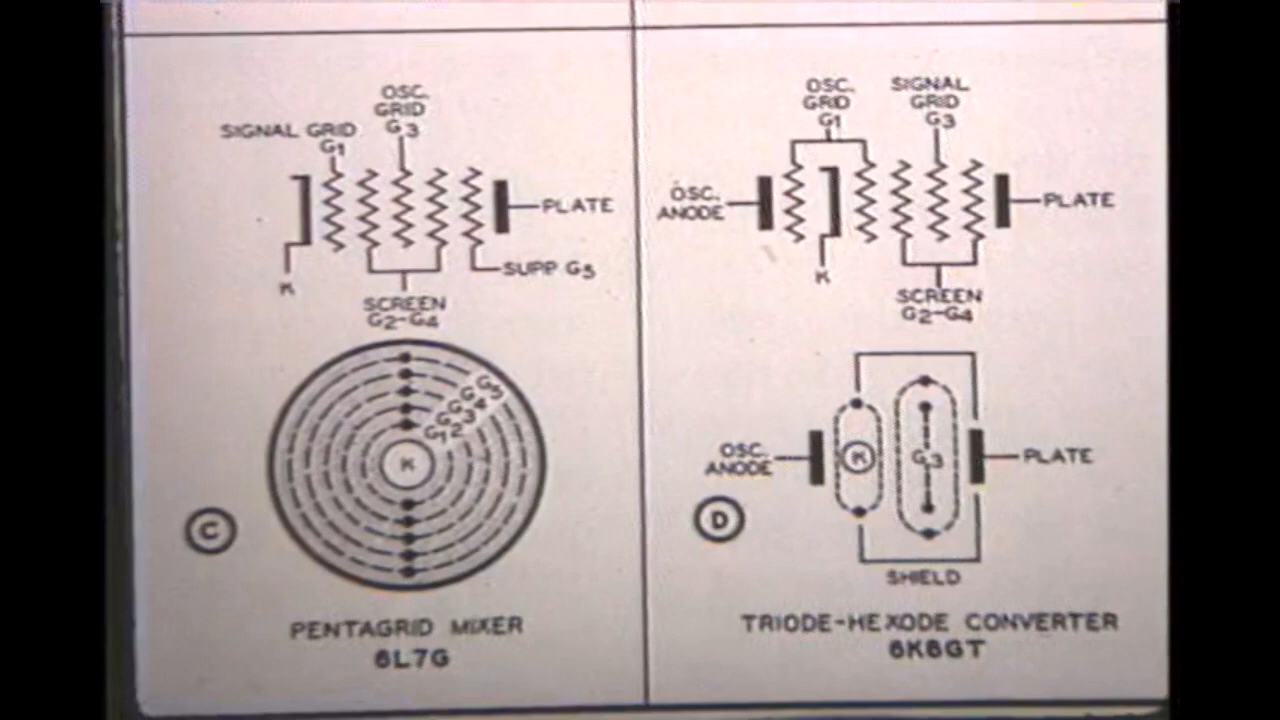 OSC.
GRID
G3
SIGNAL GRID
G1
PLATE
SUPP G5
K
SCREEN
G2-G4
G1 G2 G3 G4 G5
K
C
PENTAGRID MIXER
6L7G
OSC.
GRID
G1
SIGNAL
GRID
G3
OSC.
ANODE
PLATE
K
SCREEN
G2-G4
OSC.
ANODE
K
G3
PLATE
D
SHIELD
TRIODE-HEXODE CONVERTER
6K8GT